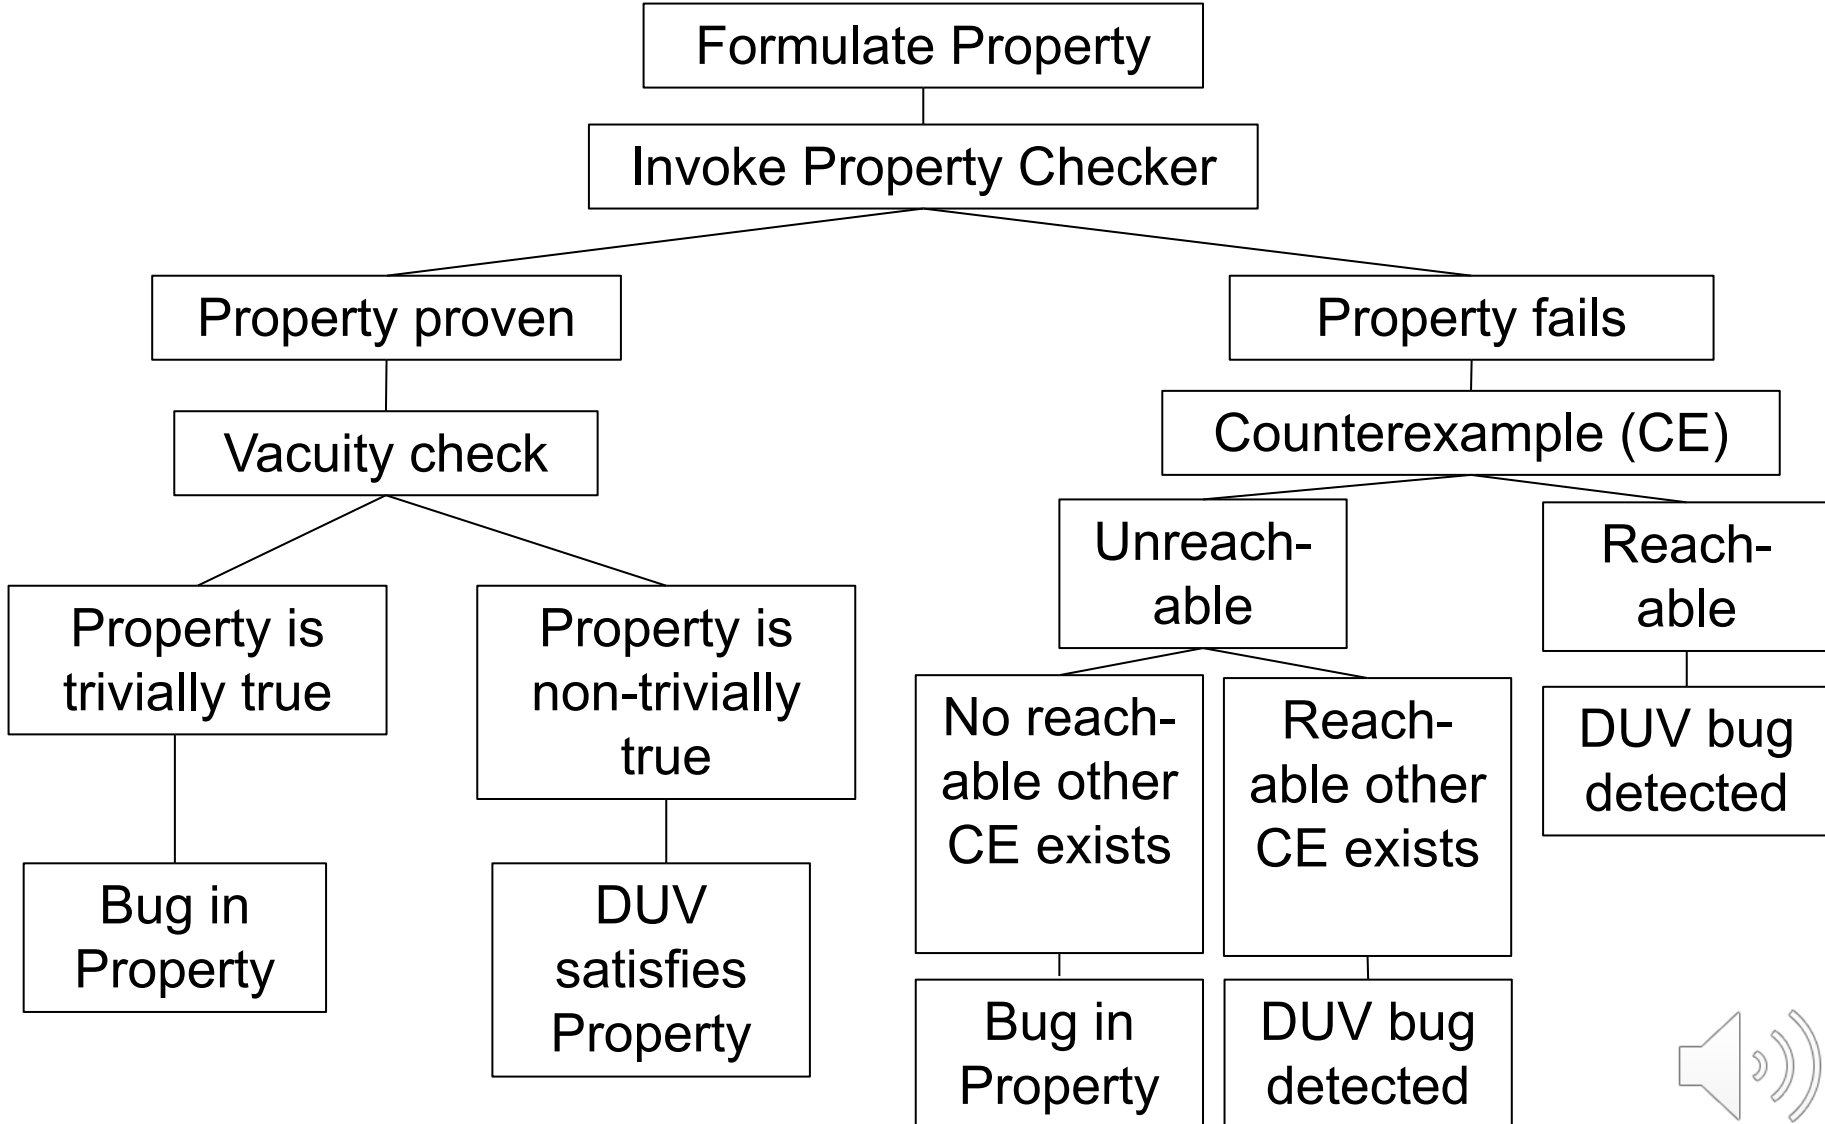 Formulate Property
Invoke Property Checker
Property proven
Property fails
Vacuity check
Counterexample (CE)
Unreach-
able
Reach-
able
Property is
trivially true
Property is
non-trivially
true
No reach-
able other
CE exists
Reach-
able other
CE exists
DUV bug
detected
Bug in
Property
DUV
satisfies
Property
Bug in
Property
DUV bug
detected